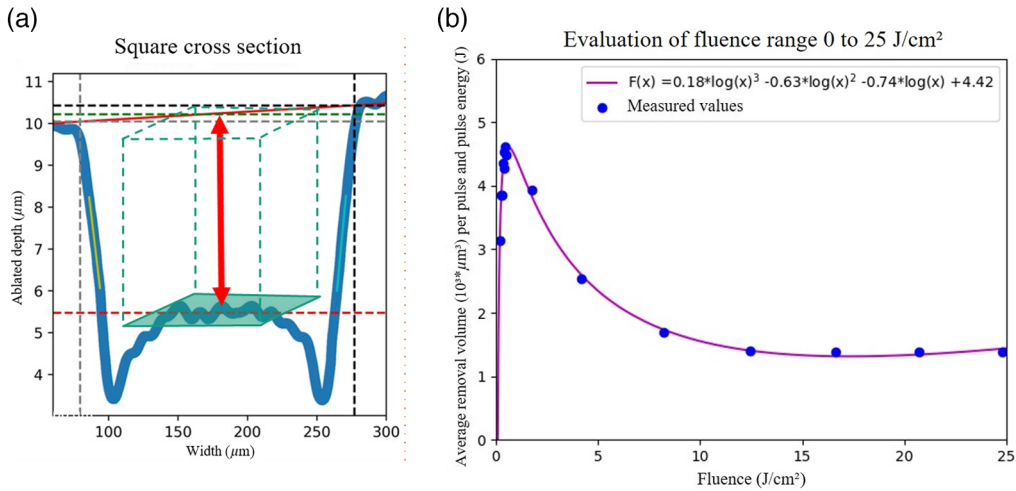 (a)
Square cross section
11
10
9
8
7
6
5
4
100
150
200
250
300
Ablated depth (μm)
Width (μm)
(b)
Evaluation of fluence range 0 to 25 J/cm²
F(x) =0.18*log(x)³ -0.63*log(x)² -0.74*log(x) +4.42
Measured values
6
5
4
3
2
1
0
0
5
10
15
20
25
Average removal volume (10³*μm³) per pulse and pulse energy (J)
Fluence (J/cm²)